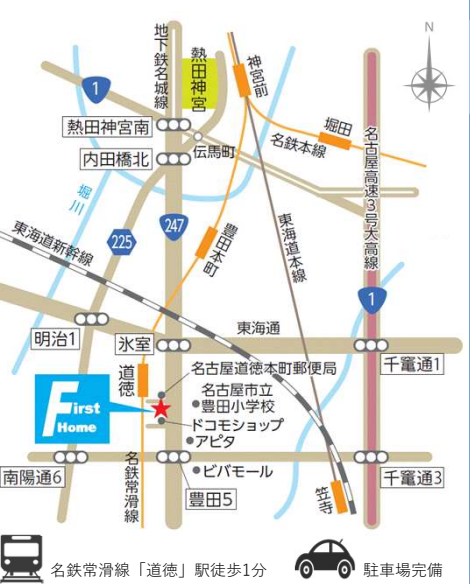 N
地下鉄名城線
熱田神宮
神宮前
1
熱田神宮南
伝馬町
堀田
名鉄本線
内田橋北
名古屋高速3号大高線
堀川
247
225
豊田本町
東海道本線
東海道新幹線
1
明治1
氷室
東海通
千竈通1
道徳
名古屋道徳本町郵便局
名古屋市立
豊田小学校
First
Home
ドコモショップ
アピタ
南陽通6
名鉄常滑線
豊田5
ビバモール
笠寺
千竈通3
名鉄常滑線「道徳」駅徒歩1分
駐車場完備